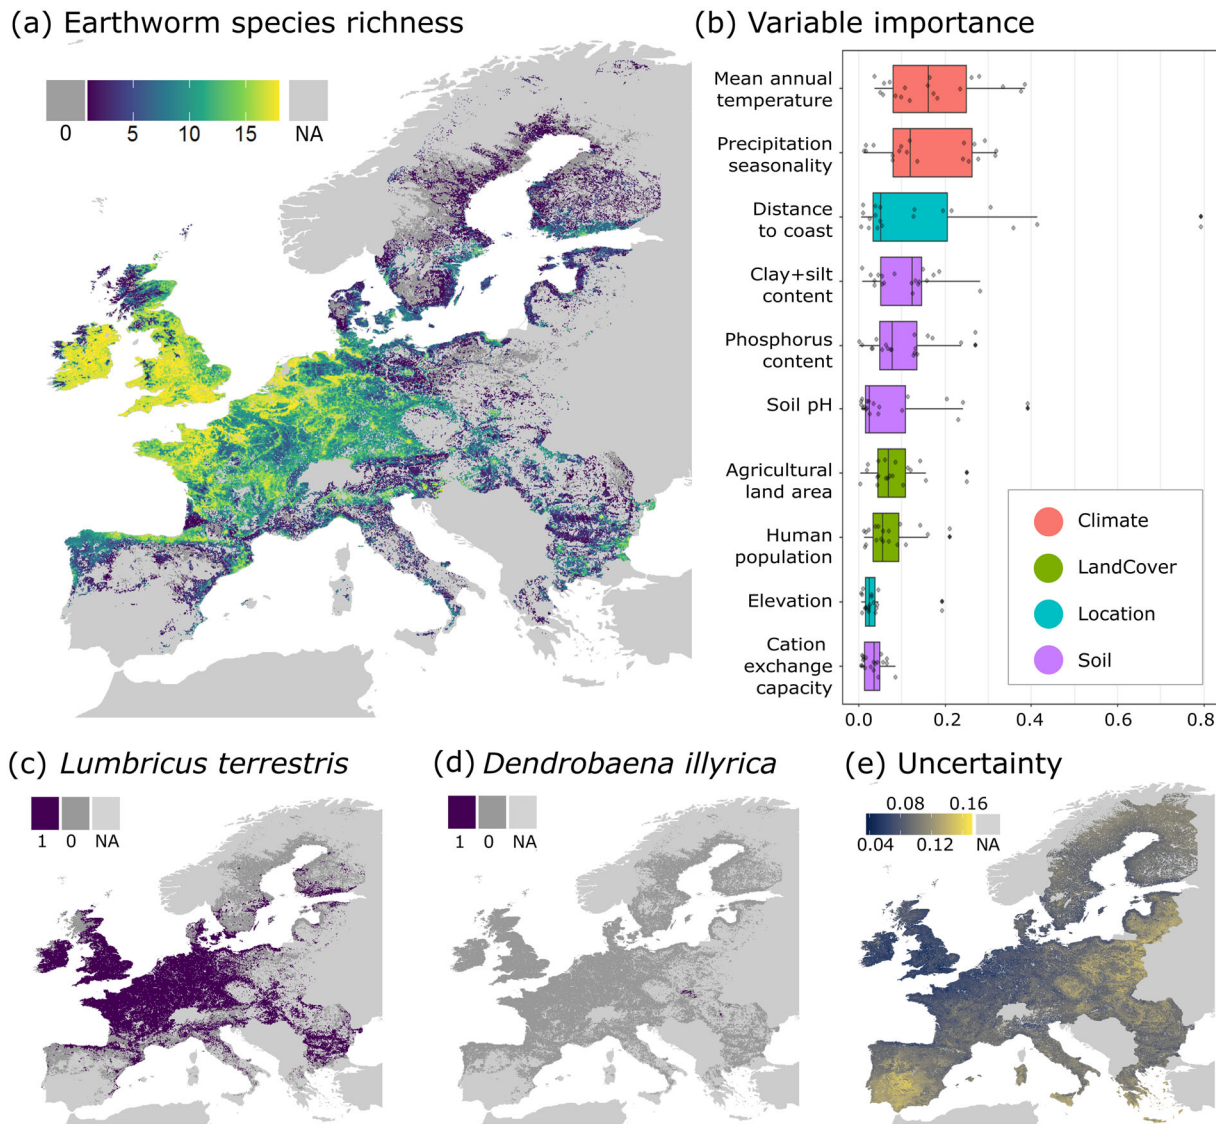 (a) Earthworm species richness
0 5 10 15 NA
(b) Variable importance
Mean annual
temperature
Precipitation
seasonality
Distance
to coast
Clay+silt
content
Phosphorus
content
Soil pH
Agricultural
land area
Human
population
Elevation
Cation
exchange
capacity
Climate
LandCover
Location
Soil
0.0 0.2 0.4 0.6 0.8
(c) Lumbricus terrestris
1 0 NA
(d) Dendrobaena illyrica
1 0 NA
(e) Uncertainty
0.08 0.16
0.04 0.12 NA